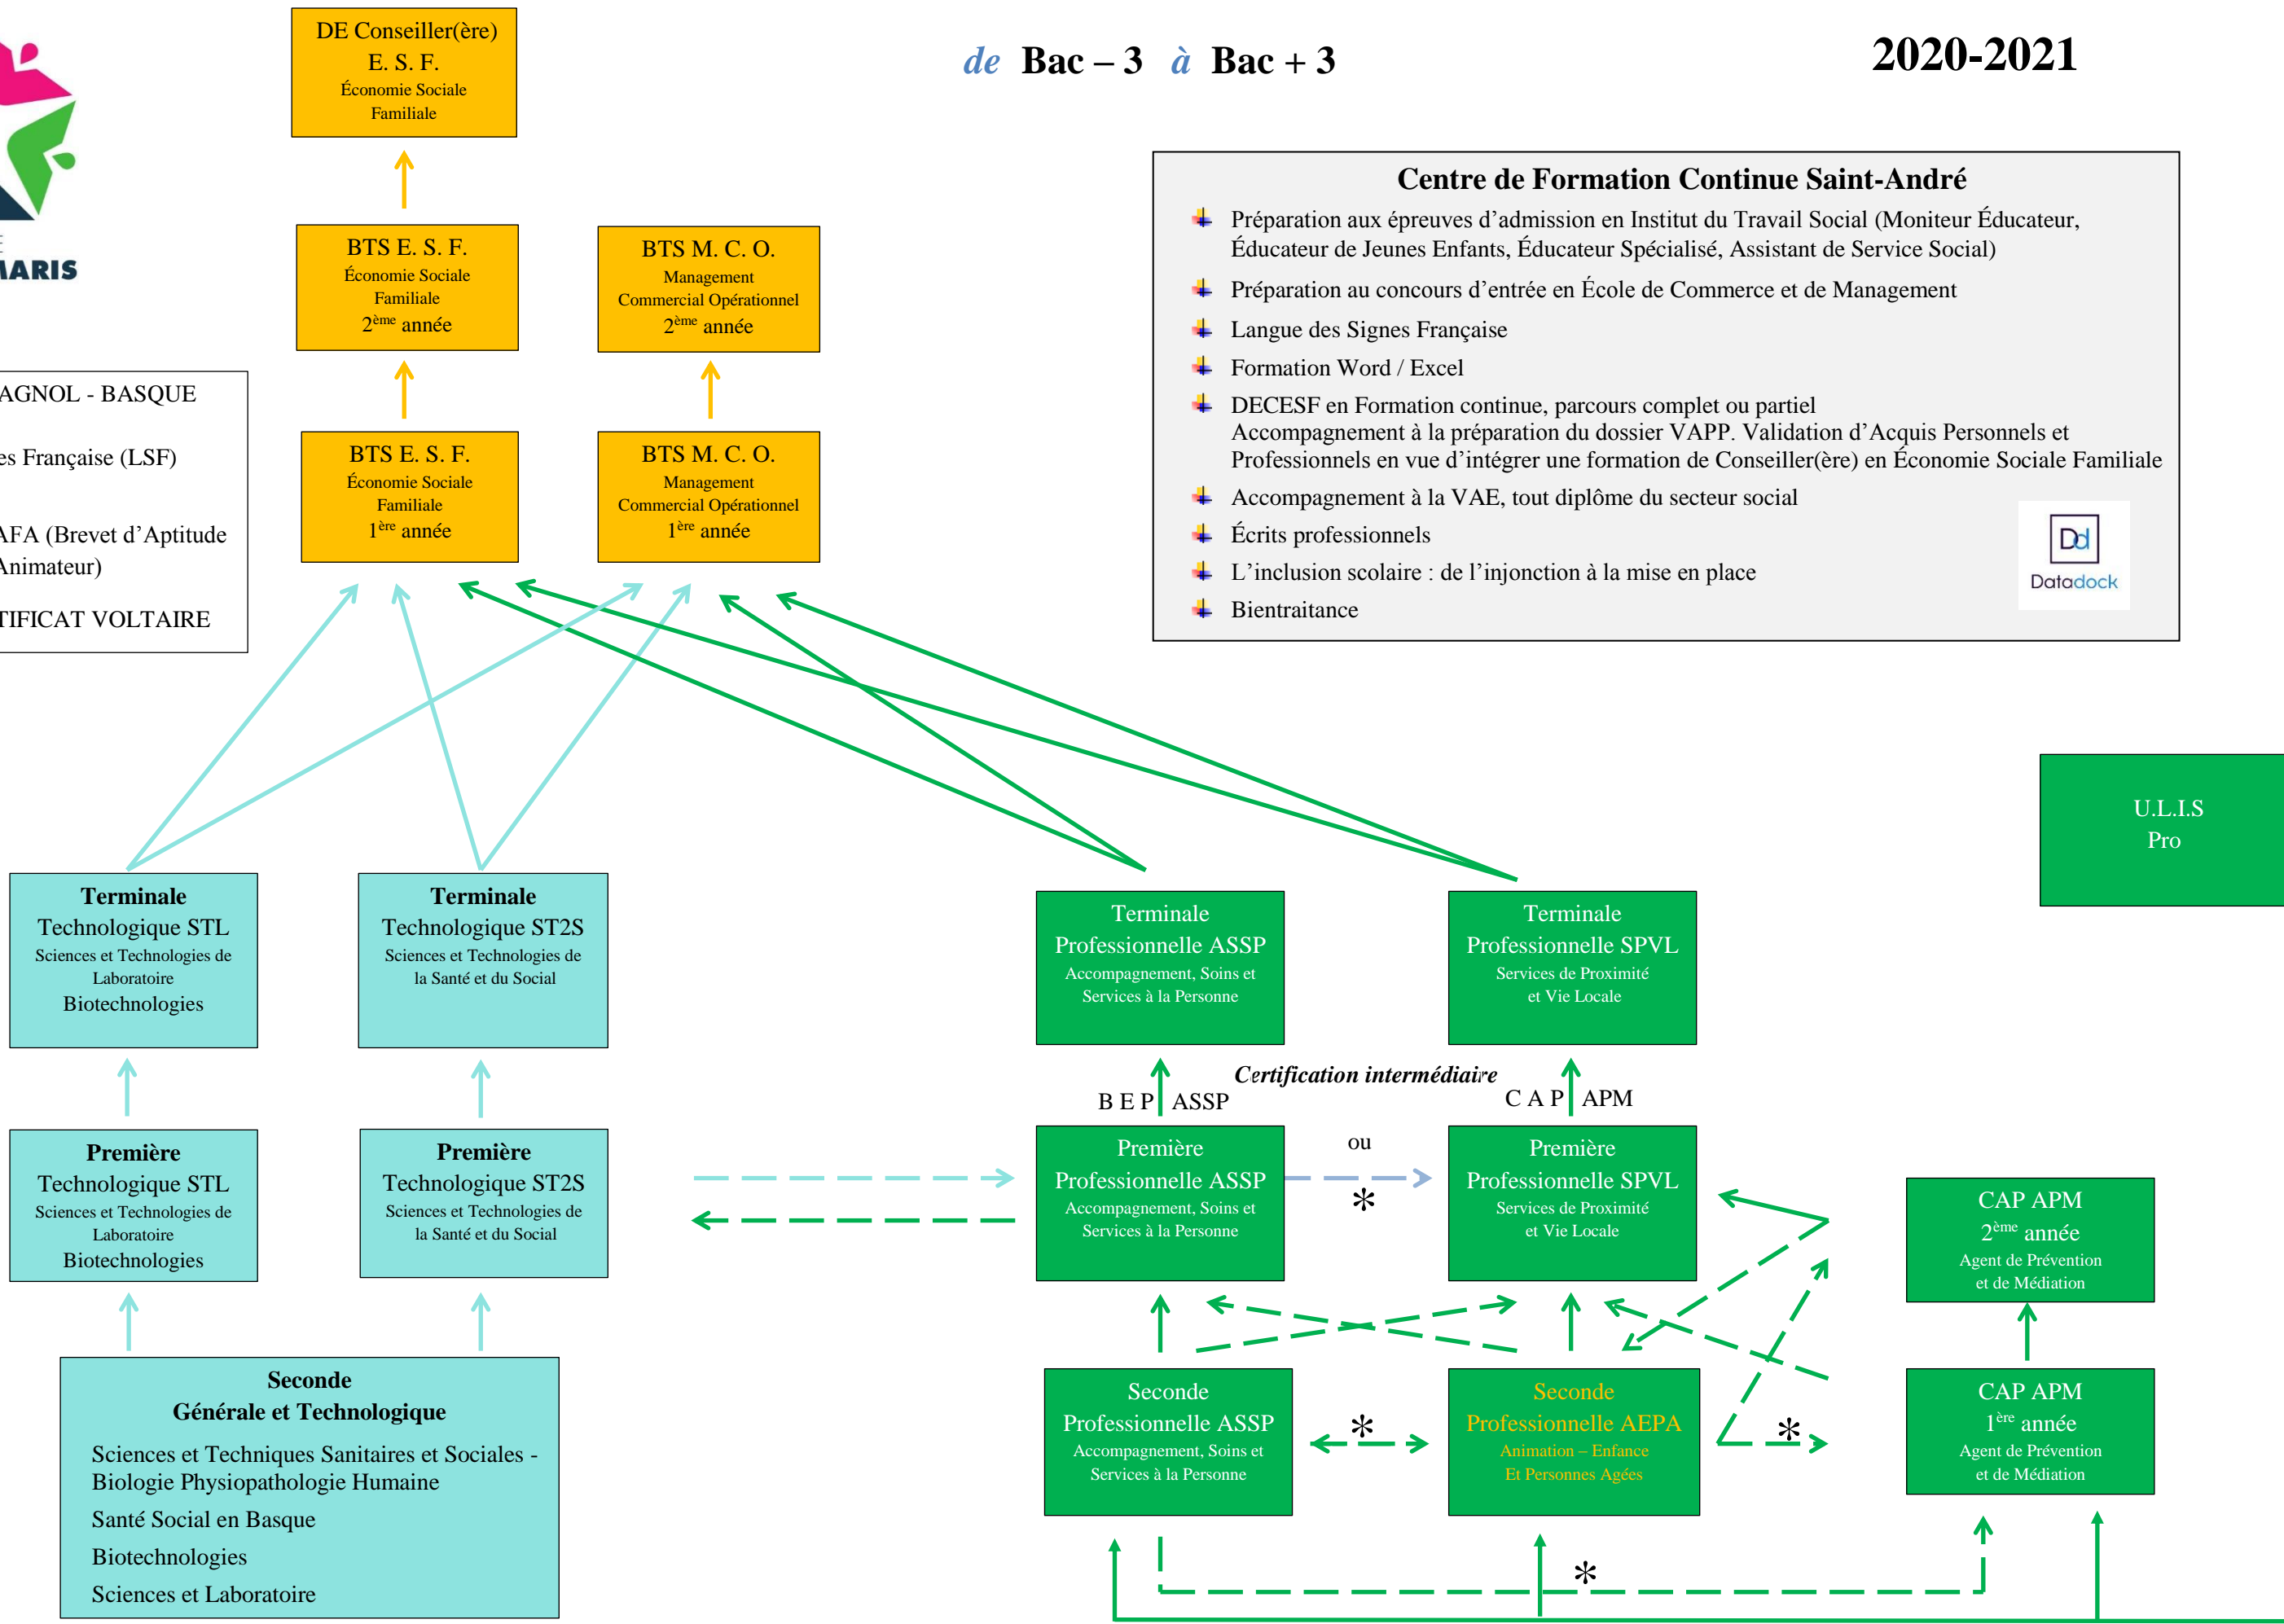 de Bac – 3 à Bac + 3
2020-2021
DE Conseiller(ère)
E. S. F.
Économie Sociale
Familiale
BTS E. S. F.
Économie Sociale
Familiale
2ème année
BTS M. C. O.
Management
Commercial Opérationnel
2ème année
BTS E. S. F.
Économie Sociale
Familiale
1ère année
BTS M. C. O.
Management
Commercial Opérationnel
1ère année
MARIS
AGNOL - BASQUE
es Française (LSF)
AFA (Brevet d’Aptitude
Animateur)
TIFICAT VOLTAIRE
Centre de Formation Continue Saint-André
Préparation aux épreuves d’admission en Institut du Travail Social (Moniteur Éducateur,
Éducateur de Jeunes Enfants, Éducateur Spécialisé, Assistant de Service Social)
Préparation au concours d’entrée en École de Commerce et de Management
Langue des Signes Française
Formation Word / Excel
DECESF en Formation continue, parcours complet ou partiel
Accompagnement à la préparation du dossier VAPP. Validation d’Acquis Personnels et
Professionnels en vue d’intégrer une formation de Conseiller(ère) en Économie Sociale Familiale
Accompagnement à la VAE, tout diplôme du secteur social
Écrits professionnels
L’inclusion scolaire : de l’injonction à la mise en place
Bientraitance
Dd
Datadock
U.L.I.S
Pro
Terminale
Technologique STL
Sciences et Technologies de
Laboratoire
Biotechnologies
Terminale
Technologique ST2S
Sciences et Technologies de
la Santé et du Social
Terminale
Professionnelle ASSP
Accompagnement, Soins et
Services à la Personne
Terminale
Professionnelle SPVL
Services de Proximité
et Vie Locale
Certification intermédiaire
B E P ASSP
C A P APM
Première
Technologique STL
Sciences et Technologies de
Laboratoire
Biotechnologies
Première
Technologique ST2S
Sciences et Technologies de
la Santé et du Social
Première
Professionnelle ASSP
Accompagnement, Soins et
Services à la Personne
ou
*
Première
Professionnelle SPVL
Services de Proximité
et Vie Locale
CAP APM
2ème année
Agent de Prévention
et de Médiation
Seconde
Générale et Technologique
Sciences et Techniques Sanitaires et Sociales -
Biologie Physiopathologie Humaine
Santé Social en Basque
Biotechnologies
Sciences et Laboratoire
Seconde
Professionnelle ASSP
Accompagnement, Soins et
Services à la Personne
*
Seconde
Professionnelle AEPA
Animation – Enfance
Et Personnes Agées
*
CAP APM
1ère année
Agent de Prévention
et de Médiation
*